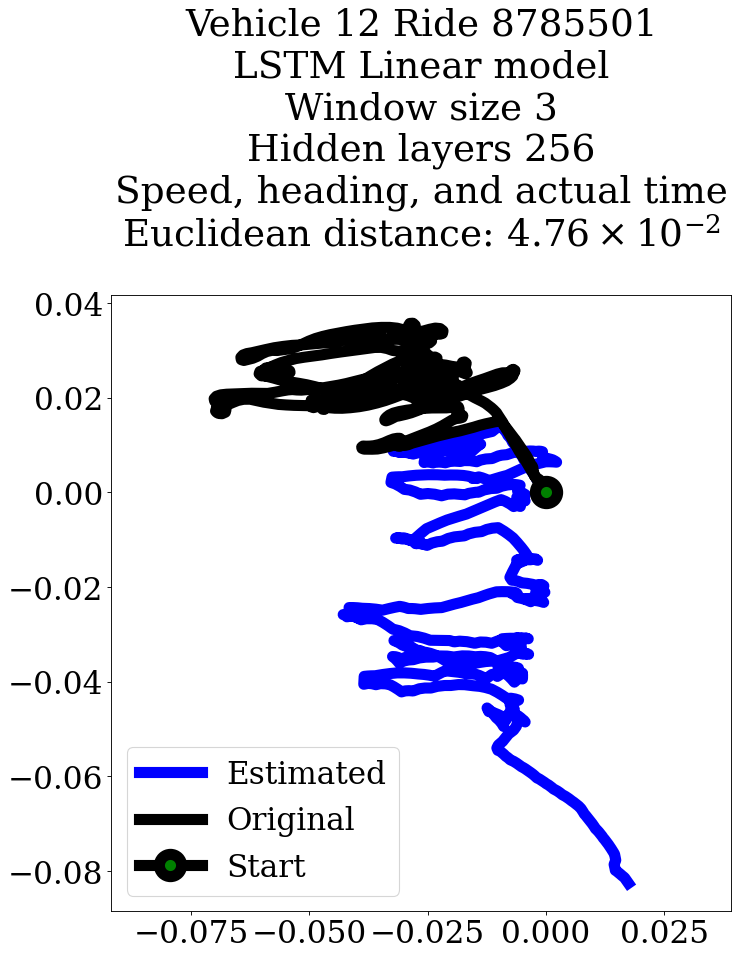 Vehicle 12 Ride 8785501
LSTM Linear model
Window size 3
Hidden layers 256
Speed, heading, and actual time
Euclidean distance: 4.76 × 10⁻²
0.04
0.02
0.00
−0.02
−0.04
−0.06
−0.08
Estimated
Original
Start
−0.075 −0.050 −0.025 0.000 0.025